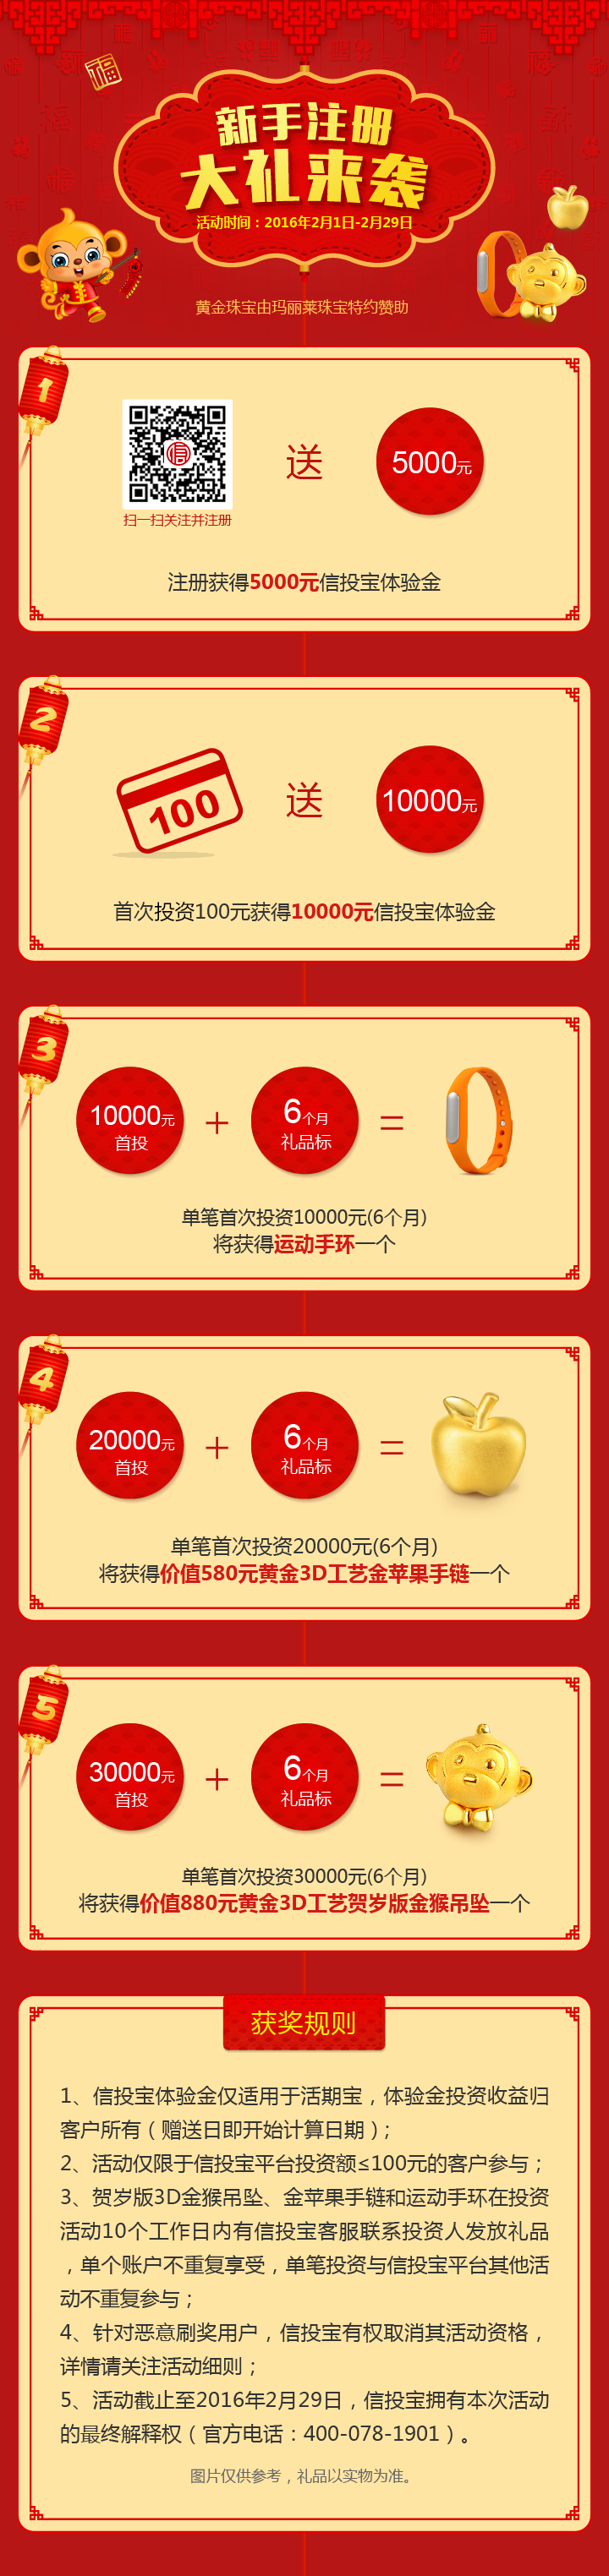 福
新手注册
大礼来袭
活动时间：2016年2月1日-2月29日
黄金珠宝由玛丽莱珠宝特约赞助
1
信
送
5000元
扫一扫关注并注册
注册获得5000元信投宝体验金
2
100
送
10000元
首次投资100元获得10000元信投宝体验金
3
10000元
首投
+
6个月
礼品标
=
单笔首次投资10000元(6个月)
将获得运动手环一个
4
20000元
首投
+
6个月
礼品标
=
单笔首次投资20000元(6个月)
将获得价值580元黄金3D工艺金苹果手链一个
5
30000元
首投
+
6个月
礼品标
=
单笔首次投资30000元(6个月)
将获得价值880元黄金3D工艺贺岁版金猴吊坠一个
获奖规则
1、信投宝体验金仅适用于活期宝，体验金投资收益归
客户所有（赠送日即开始计算日期）；
2、活动仅限于信投宝平台投资额≤100元的客户参与；
3、贺岁版3D金猴吊坠、金苹果手链和运动手环在投资
活动10个工作日内有信投宝客服联系投资人发放礼品
，单个账户不重复享受，单笔投资与信投宝平台其他活
动不重复参与；
4、针对恶意刷奖用户，信投宝有权取消其活动资格，
详情请关注活动细则；
5、活动截止至2016年2月29日，信投宝拥有本次活动
的最终解释权（官方电话：400-078-1901）。
图片仅供参考，礼品以实物为准。